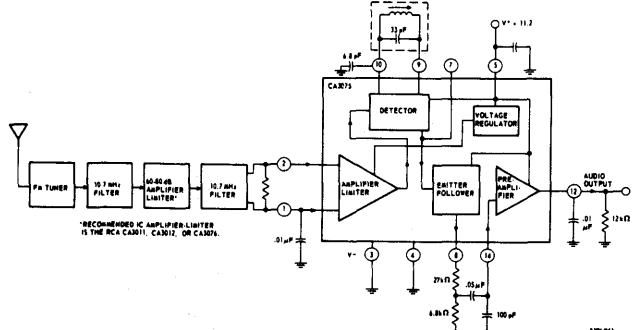 V+ = 11.2
33 pF
6.8 pF
10
9
7
5
CA3075
DETECTOR
VOLTAGE
REGULATOR
FM TUNER
10.7 MHz
FILTER
60-80 dB
AMPLIFIER
LIMITER*
10.7 MHz
FILTER
2
1
AMPLIFIER
LIMITER
EMITTER
FOLLOWER
PRE-
AMPLI-
FIER
12
AUDIO
OUTPUT
*RECOMMENDED IC AMPLIFIER-LIMITER
IS THE RCA CA3011, CA3012, OR CA3076.
.01 µF
.01
µF
12kΩ
V-
3
4
8
14
27kΩ
.05 µF
6.8kΩ
100 pF